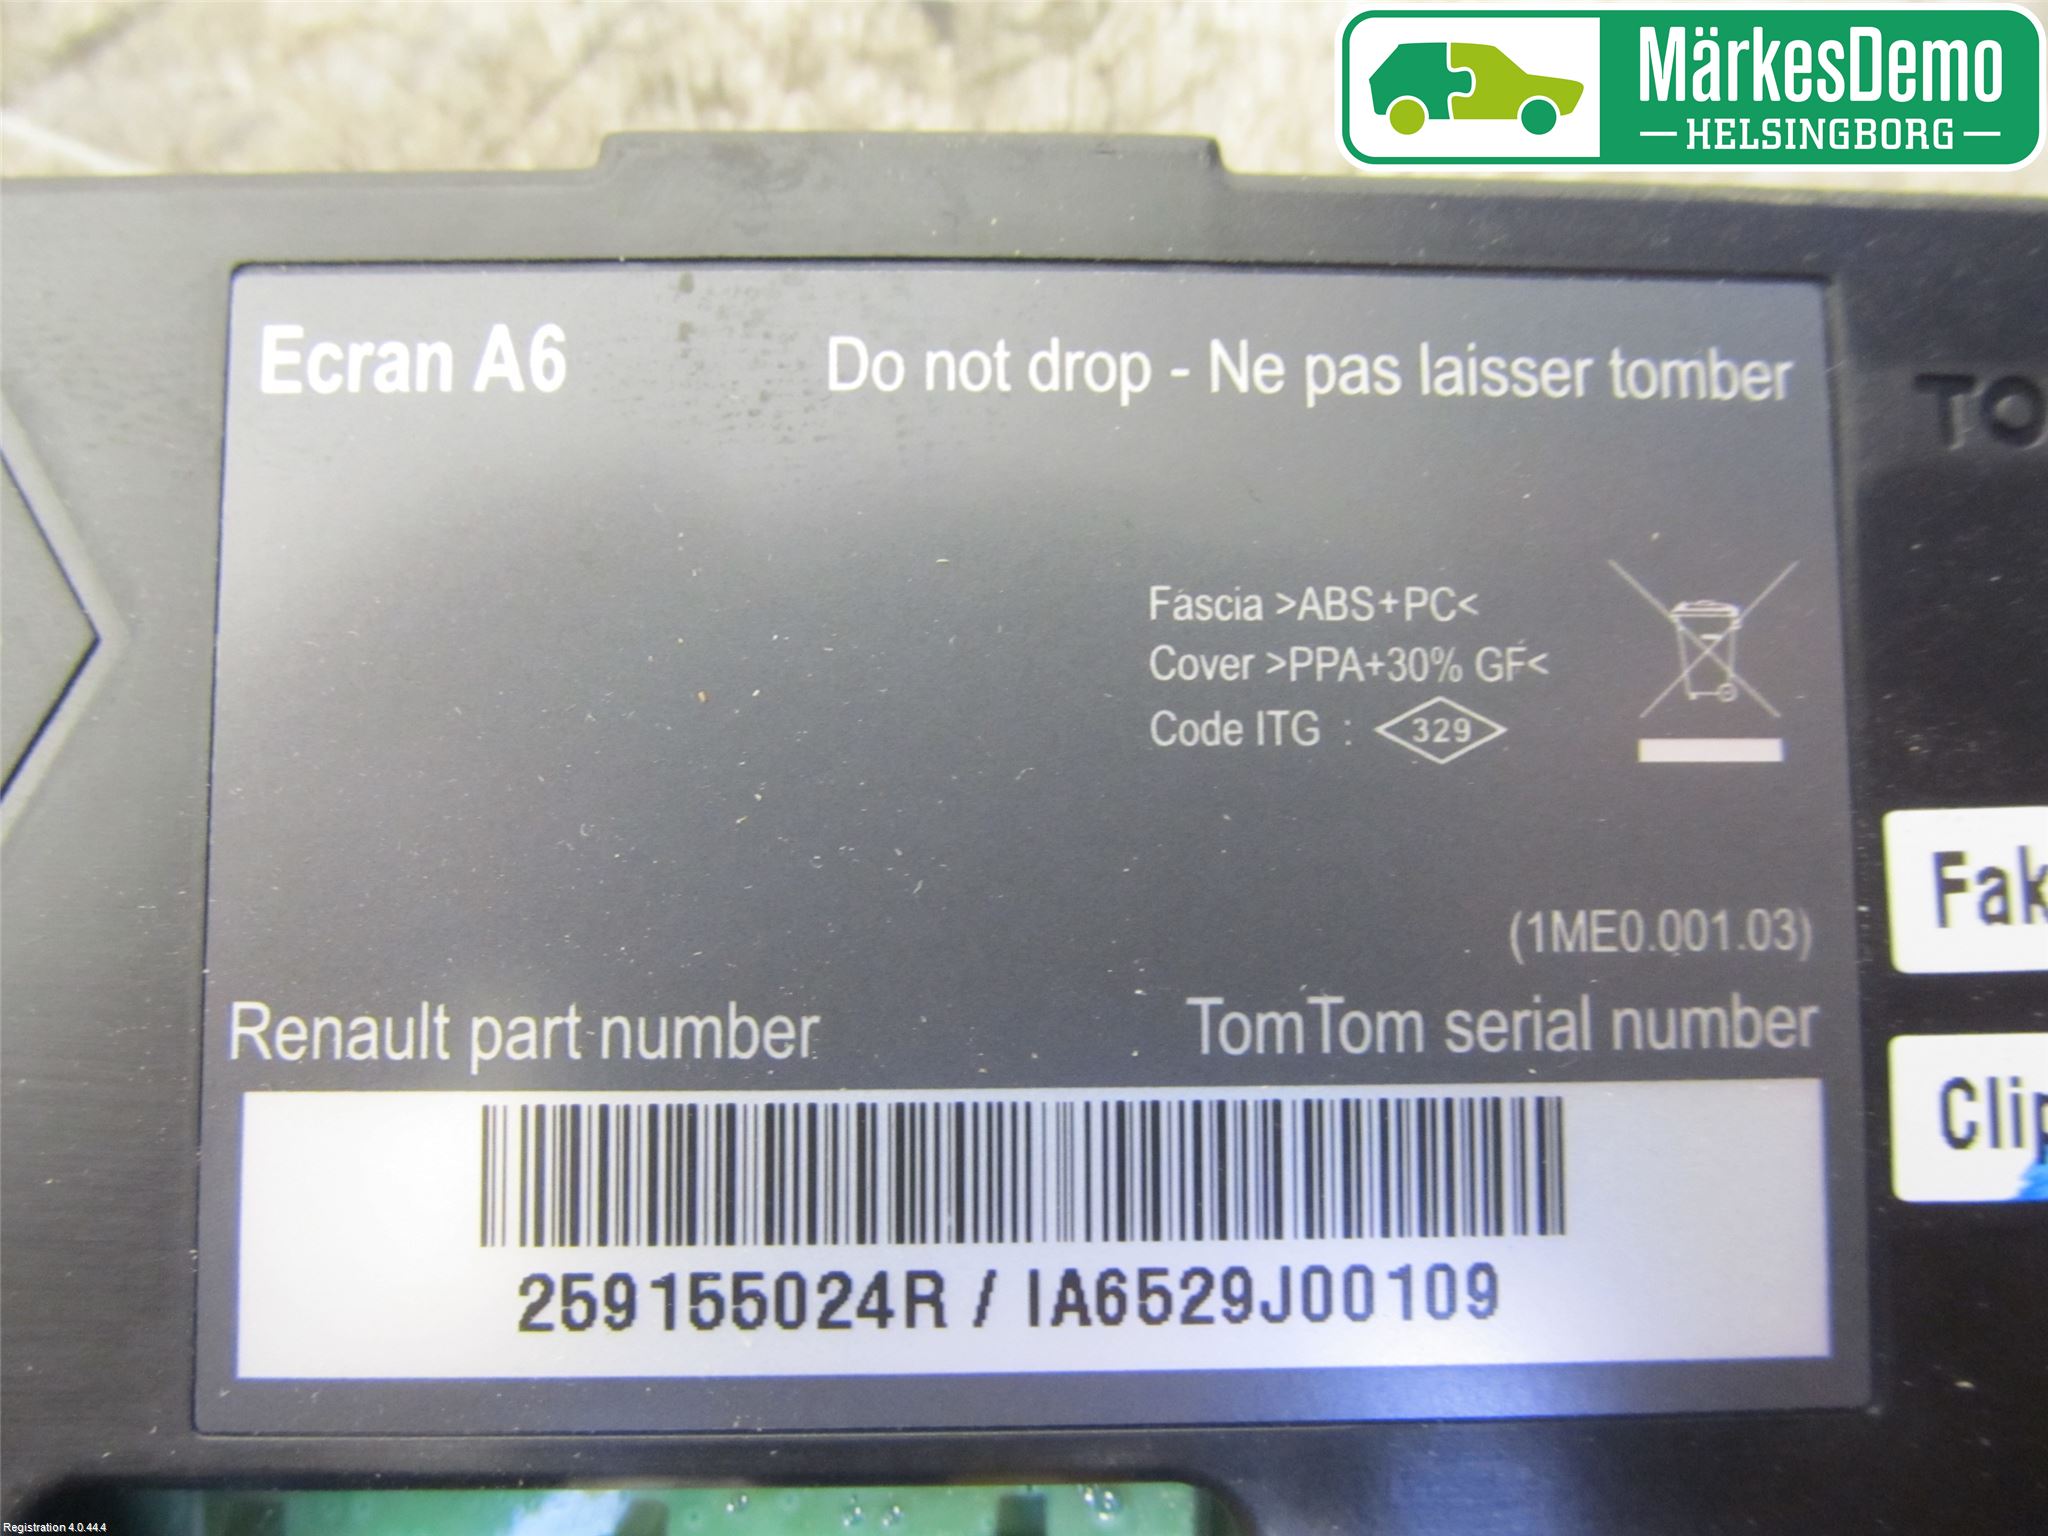 MärkesDemo
HELSINGBORG
Ecran A6
Do not drop - Ne pas laisser tomber
TO
Fascia >ABS+PC<
Cover >PPA+30% GF<
Code ITG : 329
Fak
(1ME0.001.03)
Renault part number
TomTom serial number
Clip
259155024R / IA6529J00109
Registration 4.0.44.4